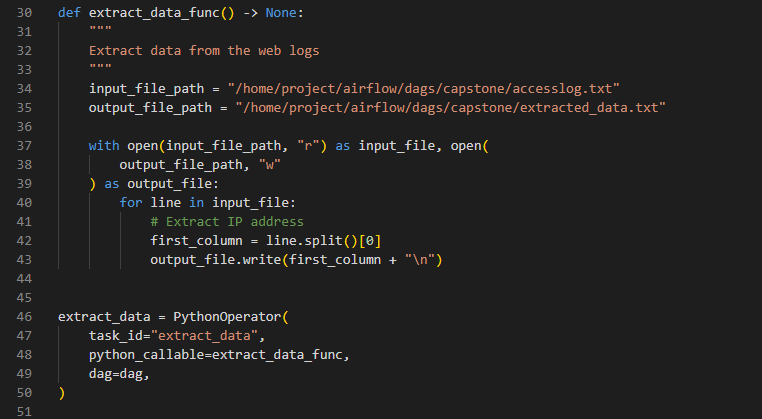 30 def extract_data_func() -> None:
31     """
32     Extract data from the web logs
33     """
34     input_file_path = "/home/project/airflow/dags/capstone/accesslog.txt"
35     output_file_path = "/home/project/airflow/dags/capstone/extracted_data.txt"
36
37     with open(input_file_path, "r") as input_file, open(
38         output_file_path, "w"
39     ) as output_file:
40         for line in input_file:
41             # Extract IP address
42             first_column = line.split()[0]
43             output_file.write(first_column + "\n")
44
45
46 extract_data = PythonOperator(
47     task_id="extract_data",
48     python_callable=extract_data_func,
49     dag=dag,
50 )
51